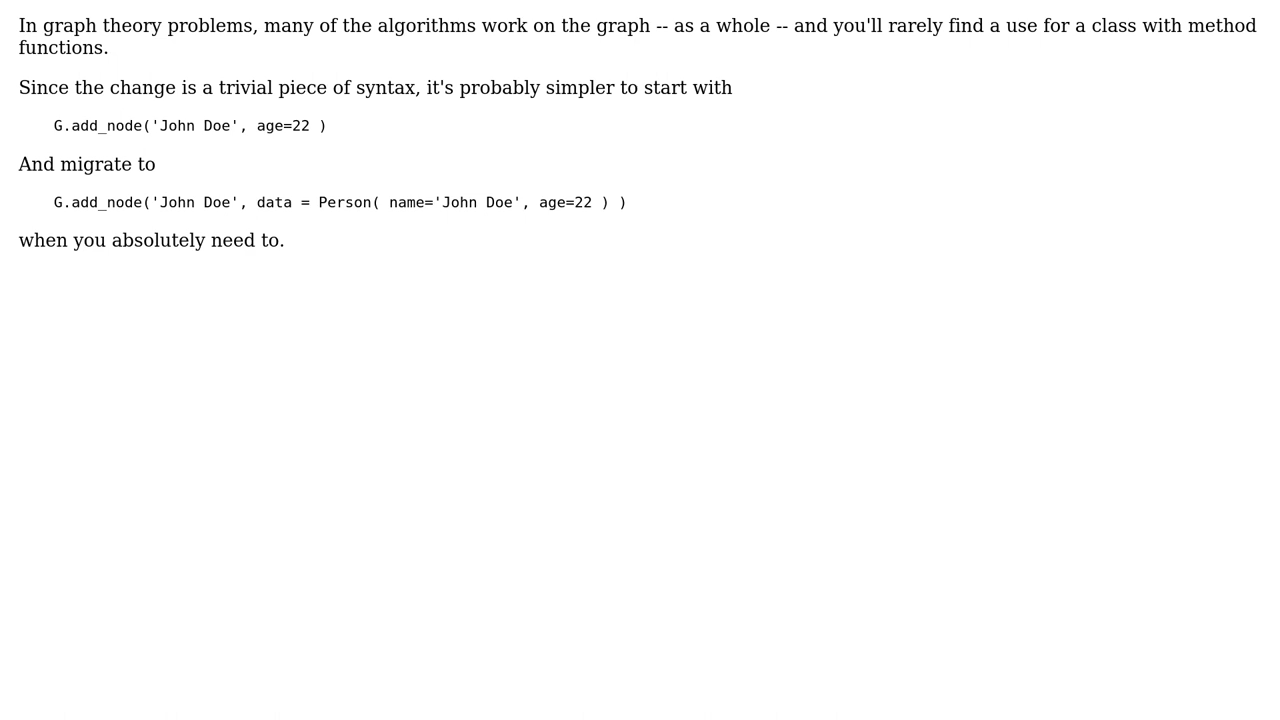 In graph theory problems, many of the algorithms work on the graph -- as a whole -- and you'll rarely find a use for a class with method
functions.
Since the change is a trivial piece of syntax, it's probably simpler to start with
G.add_node('John Doe', age=22 )
And migrate to
G.add_node('John Doe', data = Person( name='John Doe', age=22 ) )
when you absolutely need to.